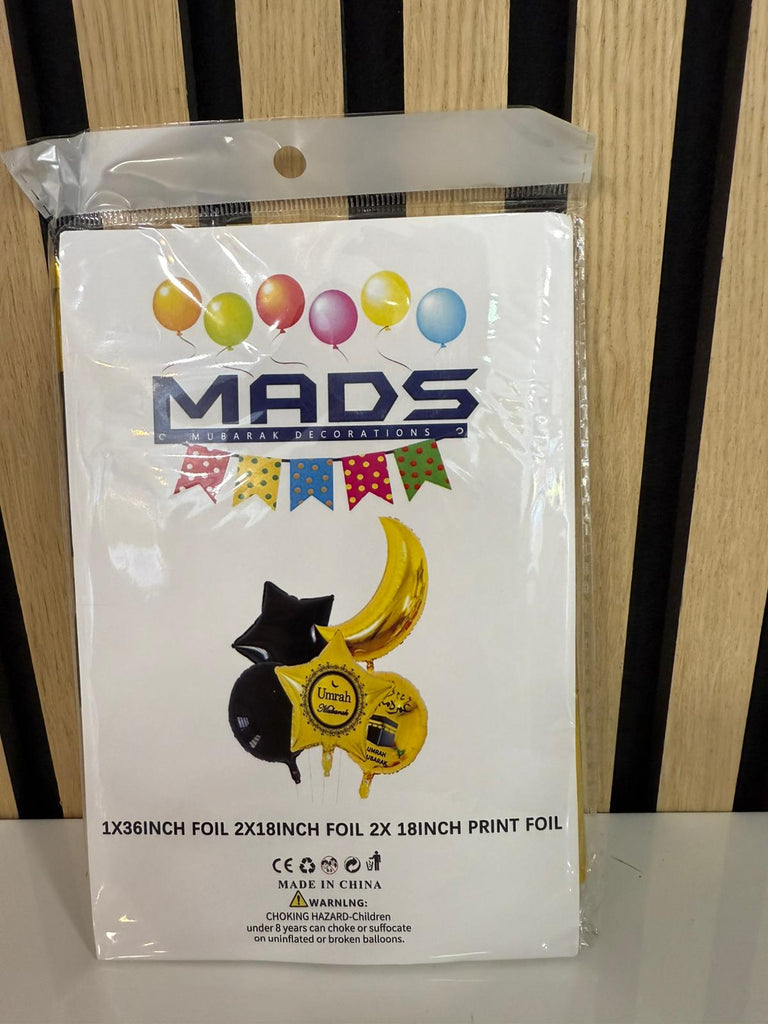 MADS
MUBARAK DECORATIONS
Umrah
Mubarak
UMRAH
UBARAK
1X36INCH FOIL 2X18INCH FOIL 2X 18INCH PRINT FOIL
CE
MADE IN CHINA
WARNLNG:
CHOKING HAZARD-Children
under 8 years can choke or suffocate
on uninflated or broken balloons.